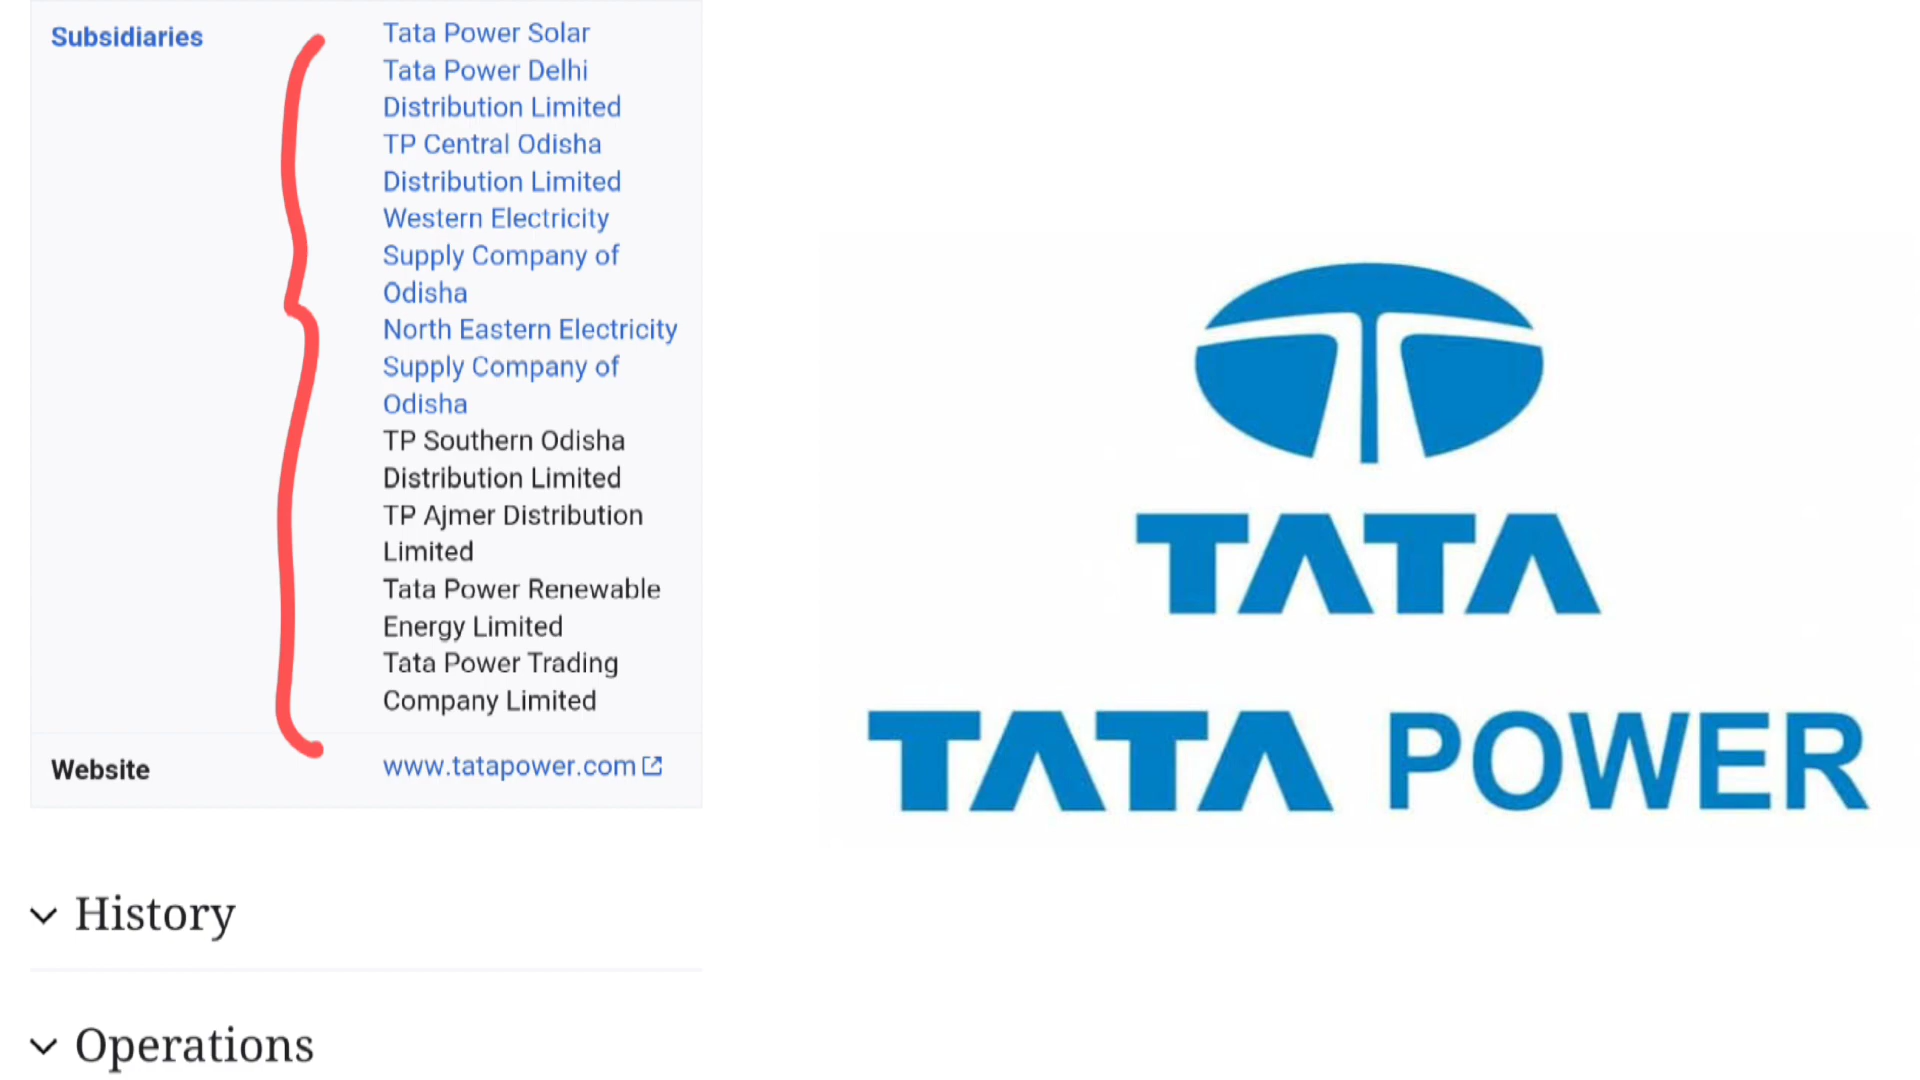 Subsidiaries
Tata Power Solar
Tata Power Delhi
Distribution Limited
TP Central Odisha
Distribution Limited
Western Electricity
Supply Company of
Odisha
North Eastern Electricity
Supply Company of
Odisha
TP Southern Odisha
Distribution Limited
TP Ajmer Distribution
Limited
Tata Power Renewable
Energy Limited
Tata Power Trading
Company Limited
Website
www.tatapower.com
History
Operations
TATA
TATA POWER